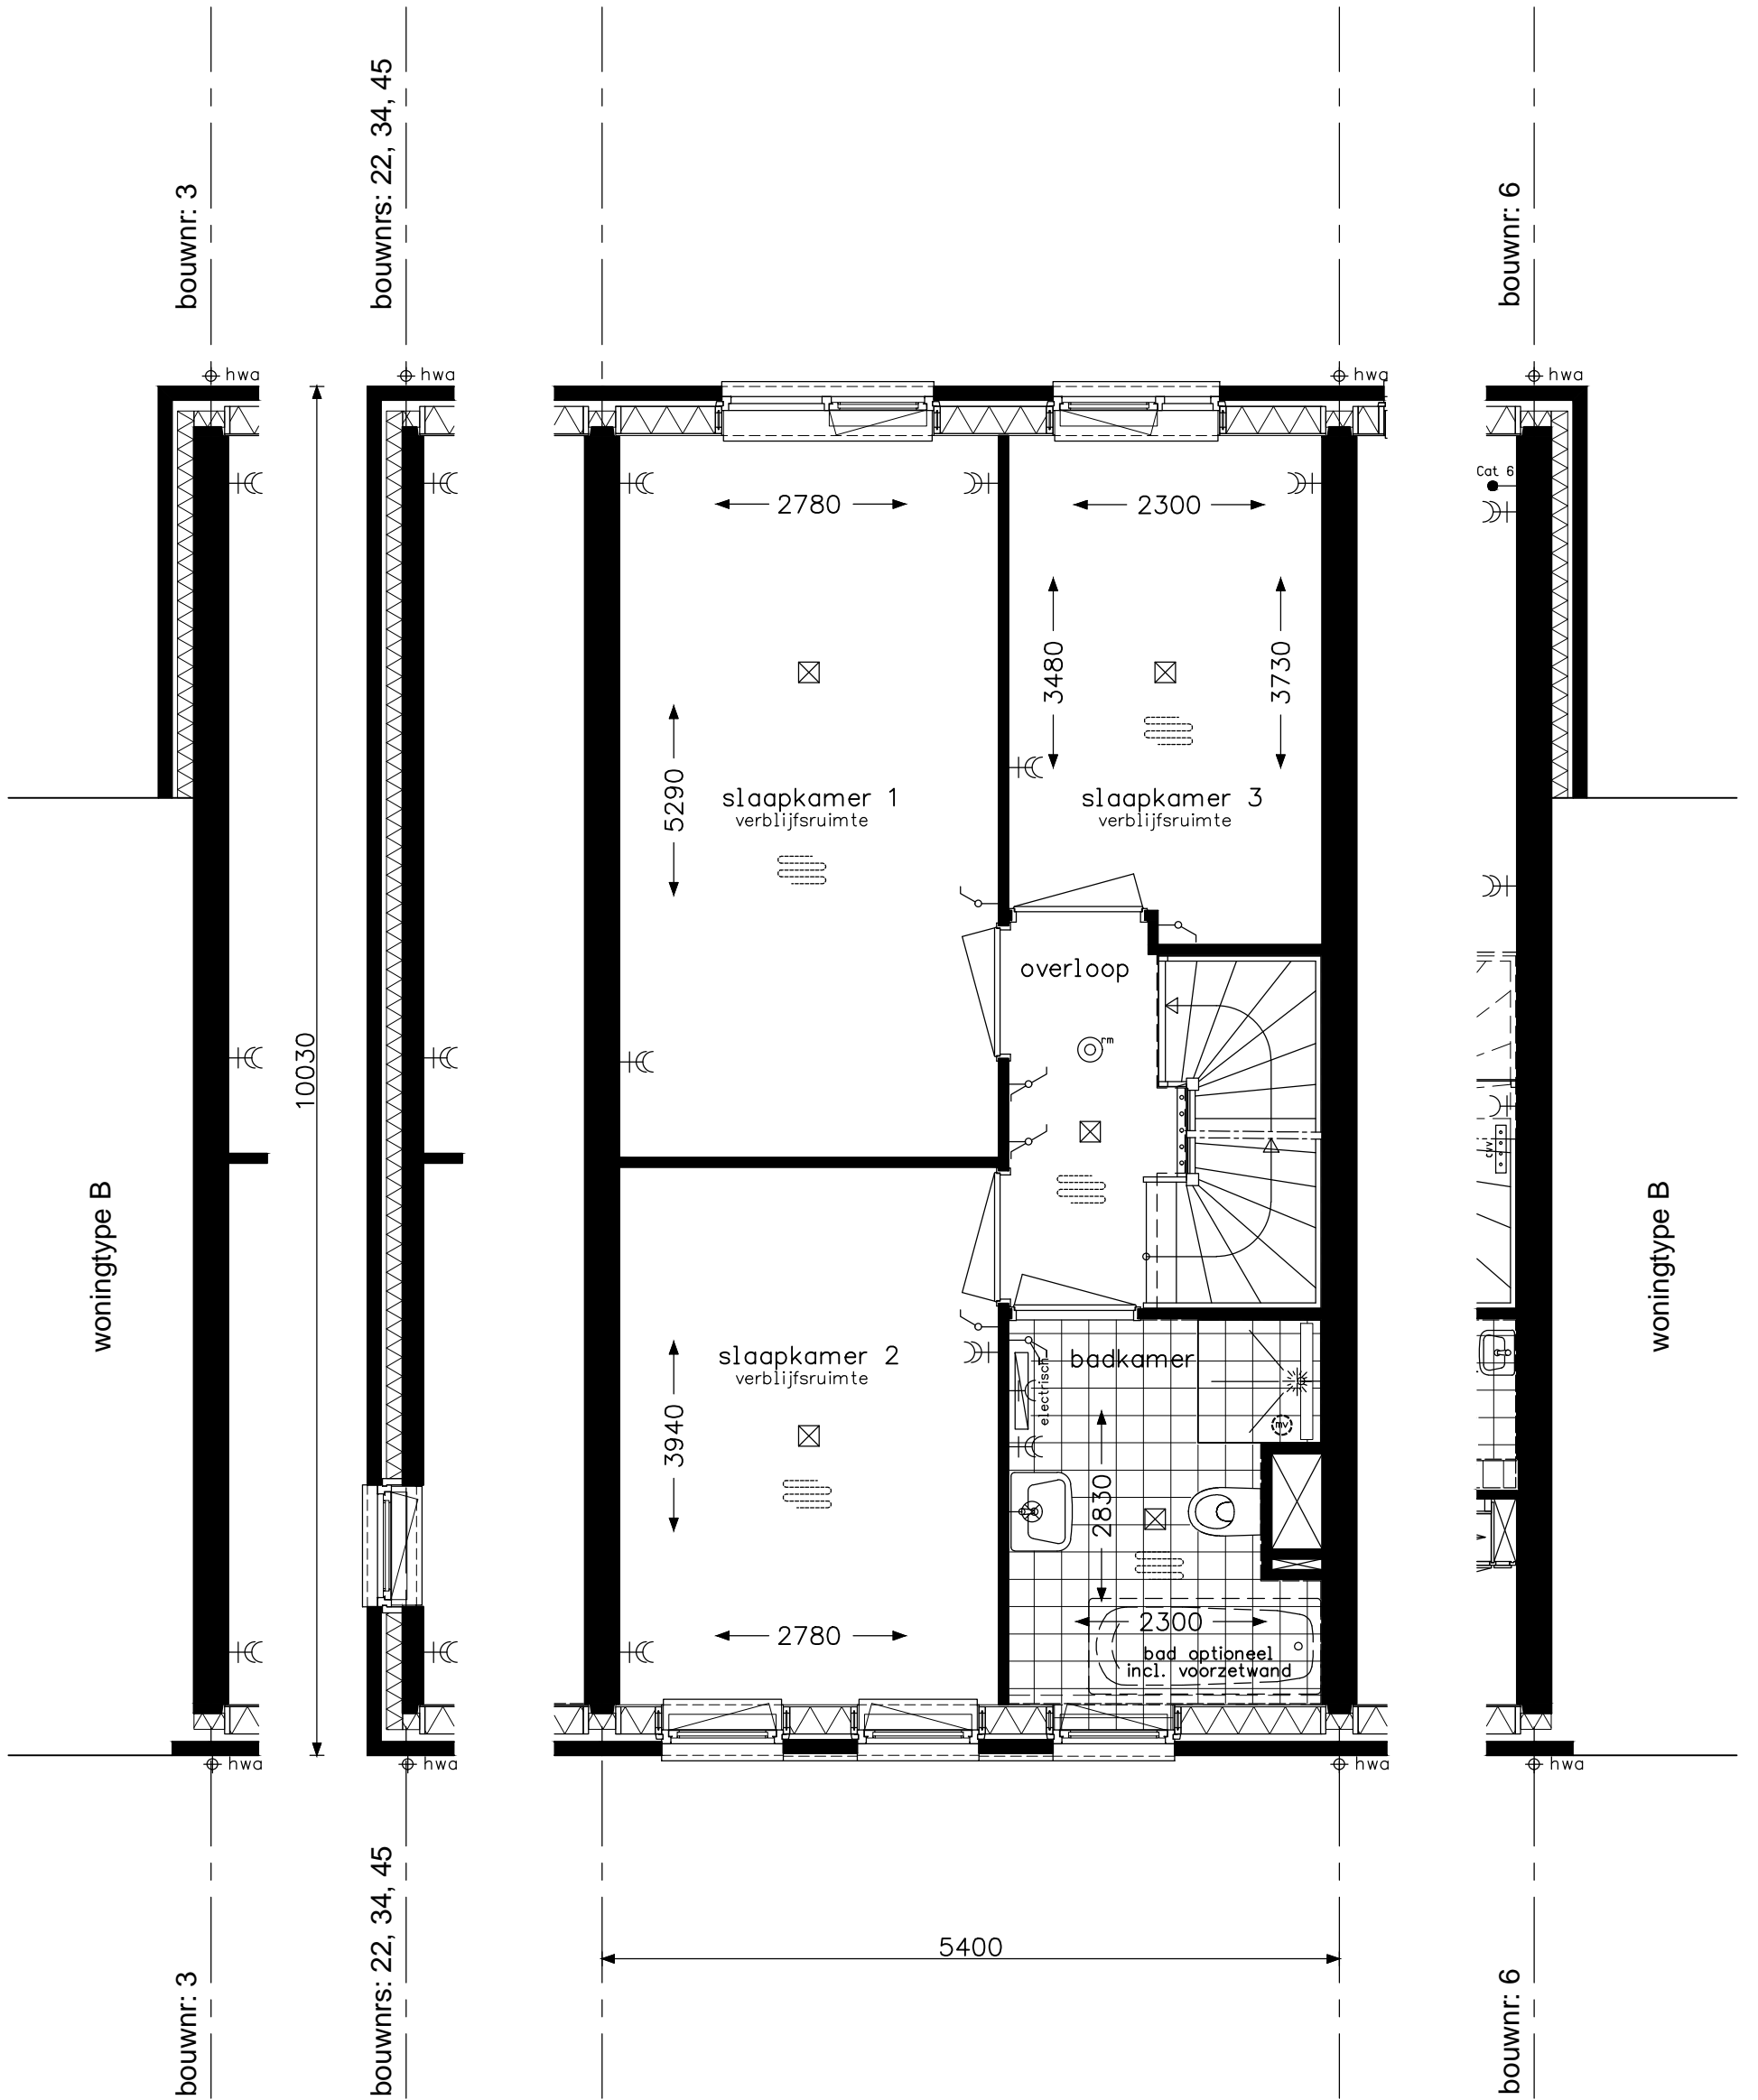 bouwnr: 3
bouwnrs: 22, 34, 45
bouwnr: 6
hwa
hwa
hwa
hwa
2780
2300
Cat 6
3480
3730
5290
slaapkamer 1
verblijfsruimte
slaapkamer 3
verblijfsruimte
overloop
rm
10030
cvv
woningtype B
woningtype B
slaapkamer 2
verblijfsruimte
badkamer
electrisch
mv
3940
2830
2780
2300
bad optioneel
incl. voorzetwand
hwa
hwa
hwa
hwa
5400
bouwnr: 3
bouwnrs: 22, 34, 45
bouwnr: 6